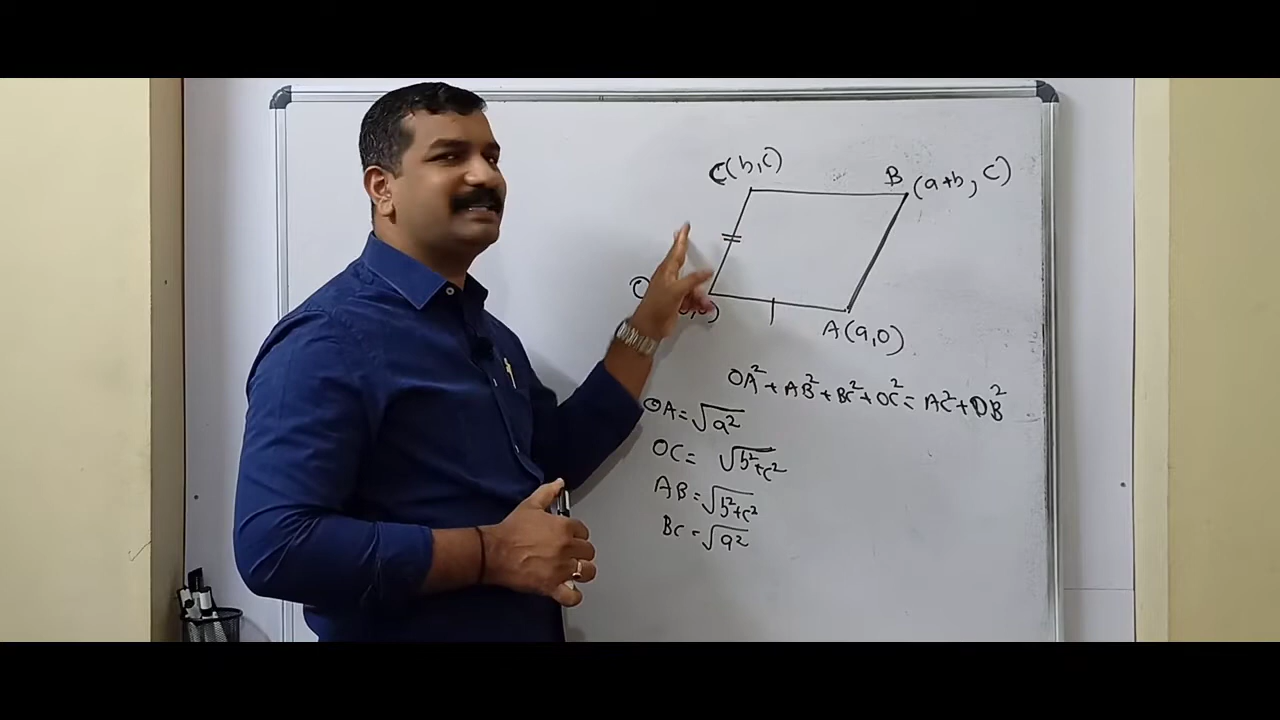 C(b,c)
B(a+b, c)
O
A(a,0)
OA²+AB²+BC²+OC²=AC²+OB²
OA=√a²
OC= √b²+c²
AB=√b²+c²
BC=√a²